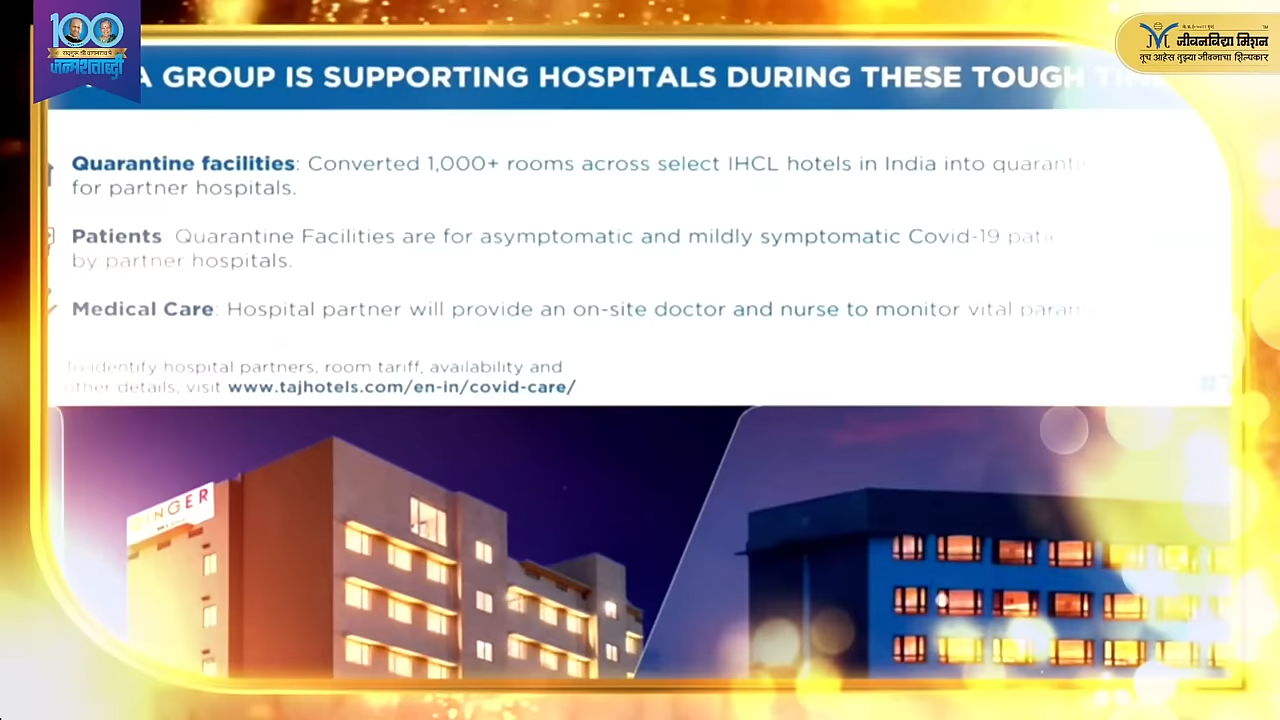 100
जन्मशताब्दी
जीवनविद्या मिशन
तूच आहेस तुझ्या जीवनाचा शिल्पकार
A GROUP IS SUPPORTING HOSPITALS DURING THESE TOUGH
Quarantine facilities: Converted 1,000+ rooms across select IHCL hotels in India into
for partner hospitals.
Patients Quarantine Facilities are for asymptomatic and mildly symptomatic Covid-19
by partner hospitals.
Medical Care: Hospital partner will provide an on-site doctor and nurse to monitor vital
To identify hospital partners, room tariff, availability and
other details, visit www.tajhotels.com/en-in/covid-care/
GINGER